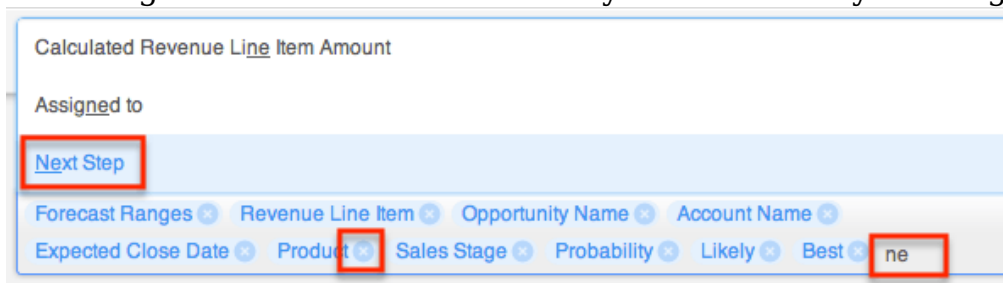 Calculated Revenue Line Item Amount
Assigned to
Next Step
Forecast Ranges Revenue Line Item Opportunity Name Account Name
Expected Close Date Product Sales Stage Probability Likely Best ne